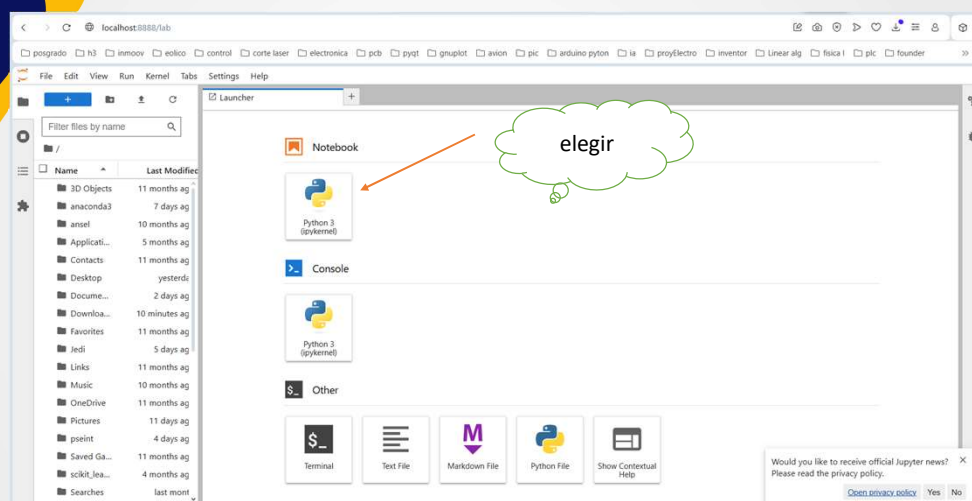 localhost:8888/lab
posgrado h3 inmoov eolico control corte laser electronica pcb pyqt gnuplot avion pic arduino pyton ia proyElectro inventor Linear alg fisica I plc founder
File Edit View Run Kernel Tabs Settings Help
Launcher
Filter files by name
/
Name Last Modified
3D Objects 11 months ag
anaconda3 7 days ag
ansel 10 months ag
Applicati... 5 months ag
Contacts 11 months ag
Desktop yesterda
Docume... 2 days ag
Downloa... 10 minutes ag
Favorites 11 months ag
Jedi 5 days ag
Links 11 months ag
Music 10 months ag
OneDrive 11 months ag
Pictures 11 days ag
pseint 4 days ag
Saved Ga... 11 months ag
scikit_lea... 4 months ag
Searches last mont
Notebook
elegir
Python 3
(ipykernel)
Console
Python 3
(ipykernel)
$_ Other
$_
M
Terminal
Text File
Markdown File
Python File
Show Contextual
Help
Would you like to receive official Jupyter news?
Please read the privacy policy.
Open privacy policy Yes No